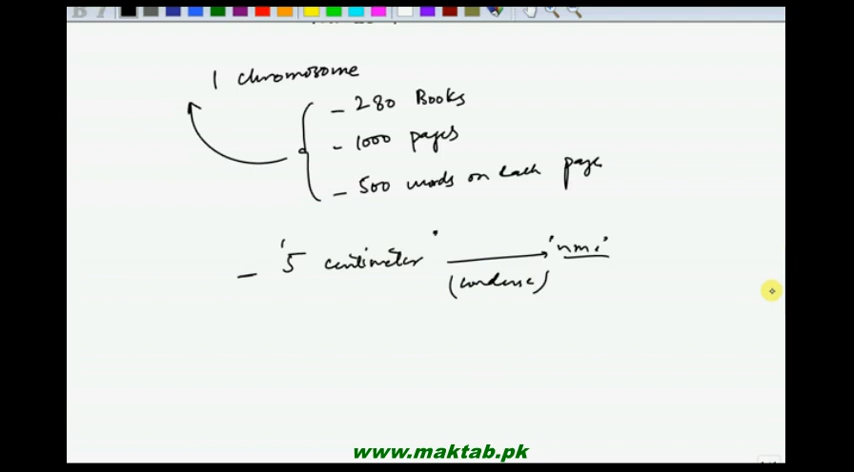 1 chromosome
- 280 Books
- 1000 pages
- 500 words on each page
- '5 centimeter' (condense) 'nm.'
www.maktab.pk